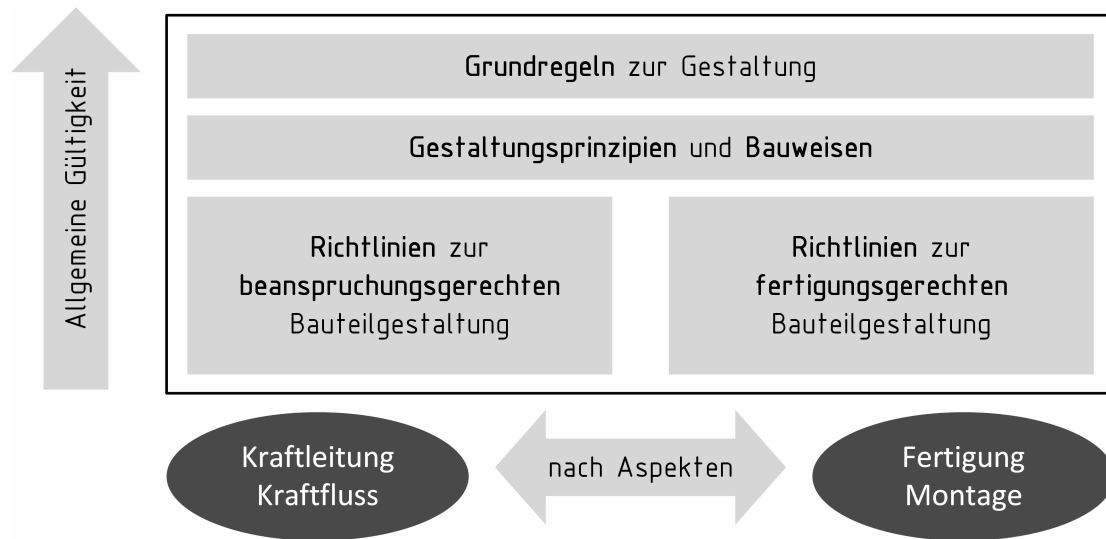 Allgemeine Gültigkeit
Grundregeln zur Gestaltung
Gestaltungsprinzipien und Bauweisen
Richtlinien zur
beanspruchungsgerechten
Bauteilgestaltung
Richtlinien zur
fertigungsgerechten
Bauteilgestaltung
Kraftleitung
Kraftfluss
nach Aspekten
Fertigung
Montage